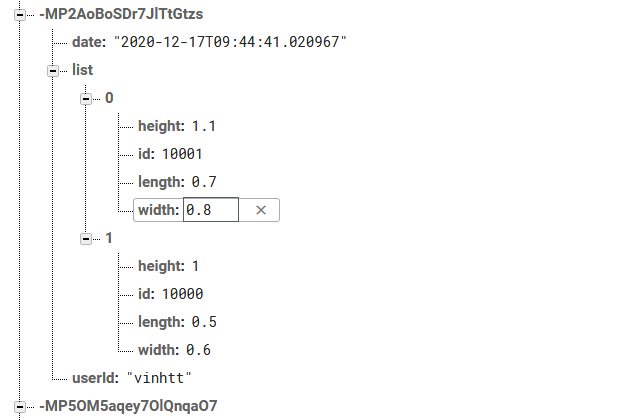 -MP2AoBoSDr7JlTtGtzs
date: "2020-12-17T09:44:41.020967"
list
0
height: 1.1
id: 10001
length: 0.7
width: 0.8 ×
1
height: 1
id: 10000
length: 0.5
width: 0.6
userId: "vinhtt"
-MP5OM5aqey7OlQnqaO7